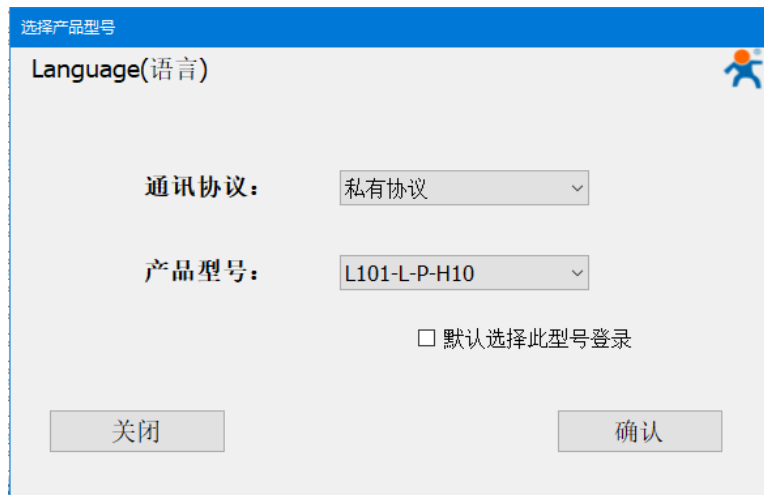 选择产品型号
Language(语言)
通讯协议： 私有协议
产品型号： L101-L-P-H10
默认选择此型号登录
关闭 确认